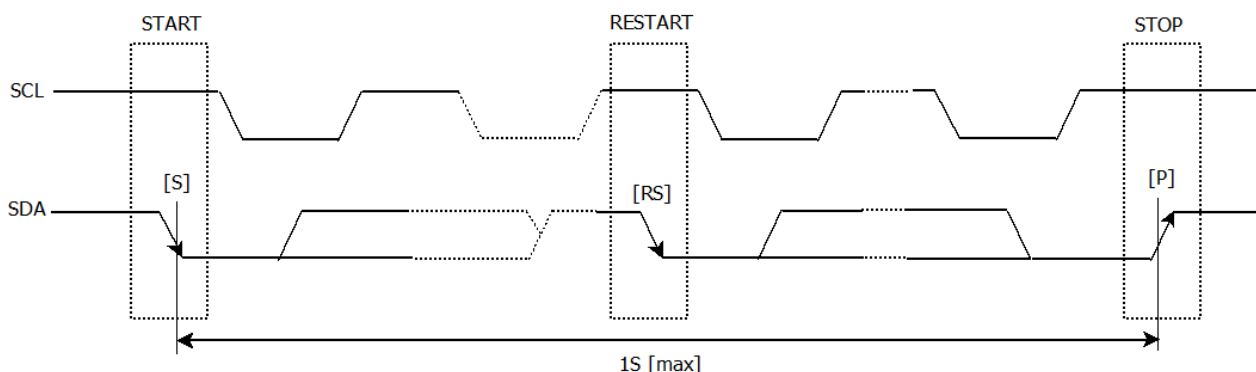 START RESTART STOP
SCL
[S] [RS] [P]
SDA
1S [max]